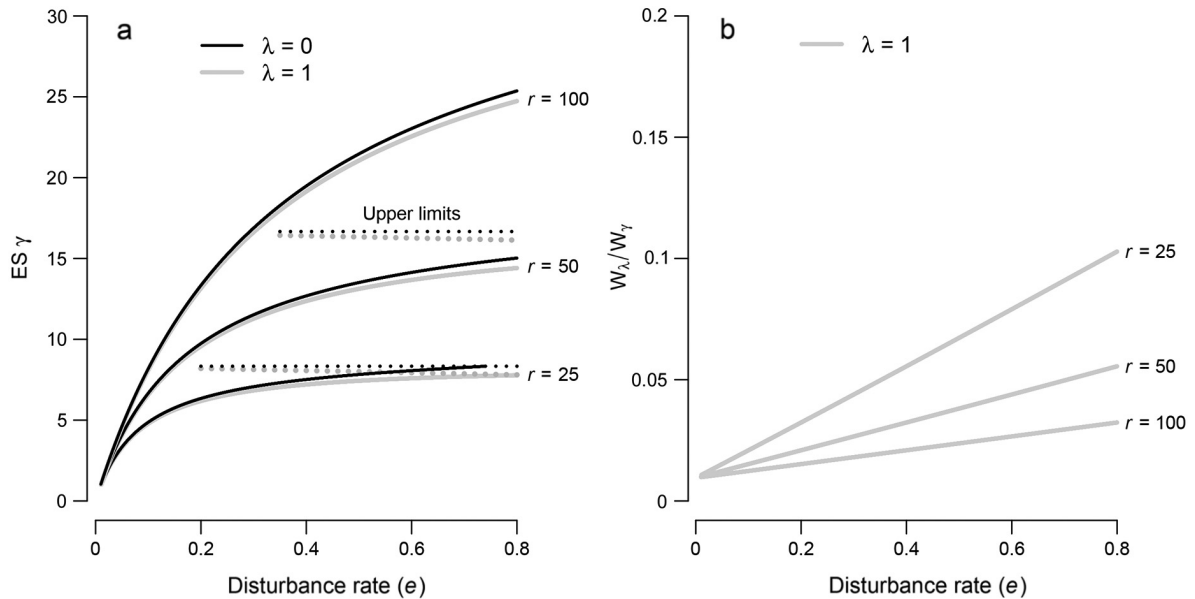 a
λ = 0
λ = 1
30
25
20
15
10
5
0
ES γ
r = 100
Upper limits
r = 50
r = 25
0
0.2
0.4
0.6
0.8
Disturbance rate (e)
b
λ = 1
0.2
0.15
0.1
0.05
0
Wλ/Wγ
r = 25
r = 50
r = 100
0
0.2
0.4
0.6
0.8
Disturbance rate (e)